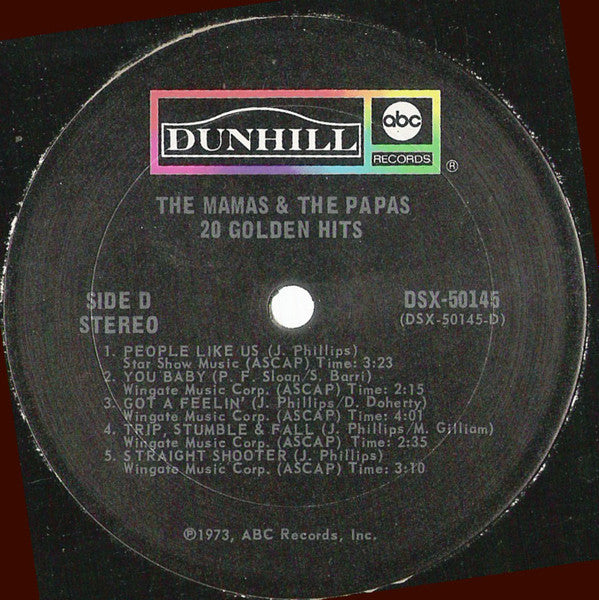 DUNHILL
abc
RECORDS
®
THE MAMAS & THE PAPAS
20 GOLDEN HITS
SIDE D
STEREO
DSX-50145
(DSX-50145-D)
1. PEOPLE LIKE US (J. Phillips)
Star Show Music (ASCAP) Time: 3:23
2. YOU BABY (P. F. Sloan/S. Barri)
Wingate Music Corp. (ASCAP) Time: 2:15
3. GOT A FEELIN' (J. Phillips/D. Doherty)
Wingate Music Corp. (ASCAP) Time: 4:01
4. TRIP, STUMBLE & FALL (J. Phillips/M. Gilliam)
Wingate Music Corp. (ASCAP) Time: 2:35
5. STRAIGHT SHOOTER (J. Phillips)
Wingate Music Corp. (ASCAP) Time: 3:10
℗1973, ABC Records, Inc.